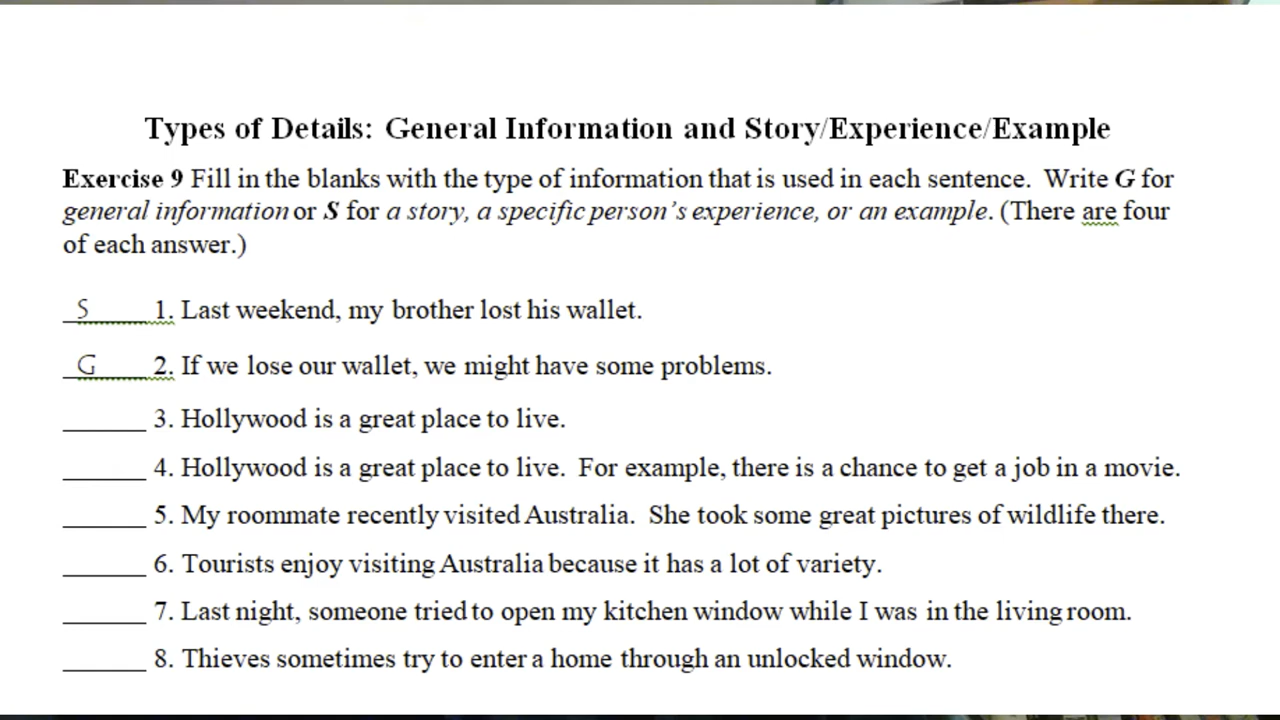 Types of Details: General Information and Story/Experience/Example
Exercise 9 Fill in the blanks with the type of information that is used in each sentence. Write G for
general information or S for a story, a specific person's experience, or an example. (There are four
of each answer.)
S 1. Last weekend, my brother lost his wallet.
G 2. If we lose our wallet, we might have some problems.
______ 3. Hollywood is a great place to live.
______ 4. Hollywood is a great place to live. For example, there is a chance to get a job in a movie.
______ 5. My roommate recently visited Australia. She took some great pictures of wildlife there.
______ 6. Tourists enjoy visiting Australia because it has a lot of variety.
______ 7. Last night, someone tried to open my kitchen window while I was in the living room.
______ 8. Thieves sometimes try to enter a home through an unlocked window.